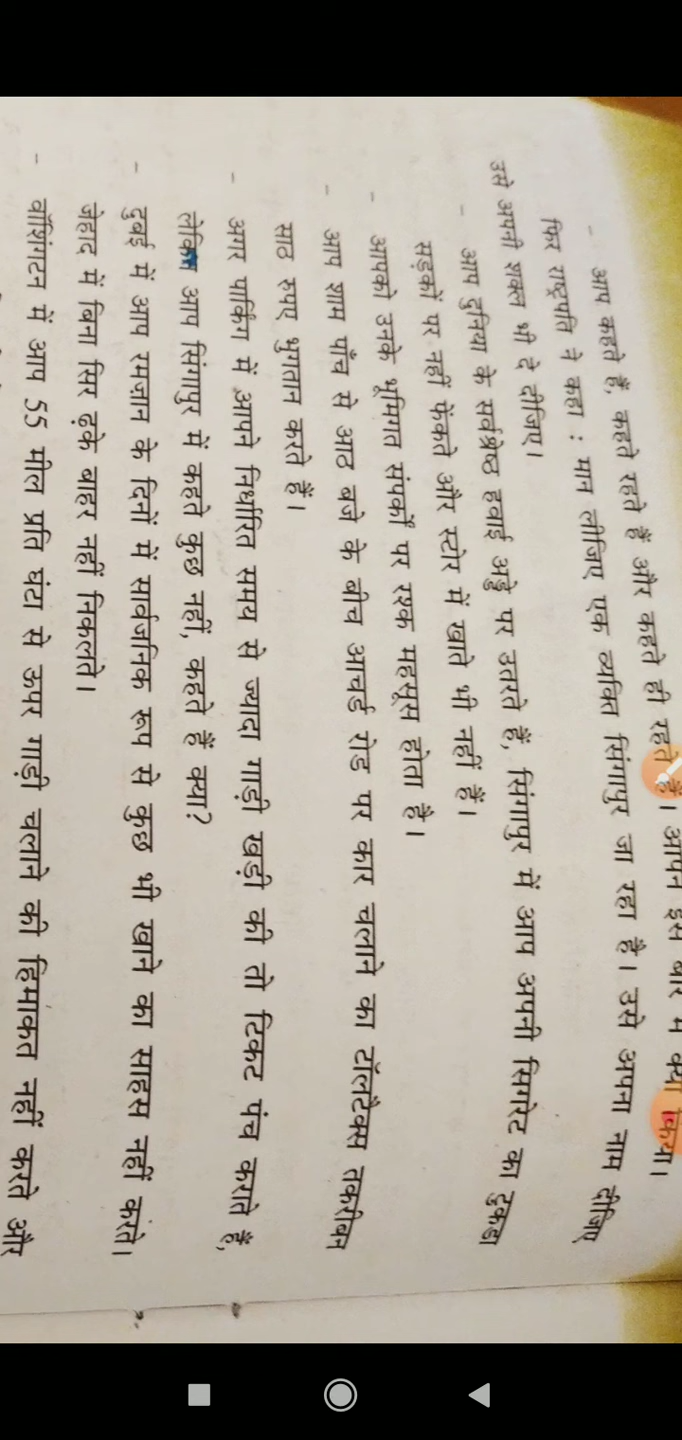 - आप कहते हैं, कहते रहते हैं और कहते ही रहते हैं। आपने इस बारे में क्या किया।
फिर राष्ट्रपति ने कहा : मान लीजिए एक व्यक्ति सिंगापुर जा रहा है। उसे अपना नाम दीजिए
उसे अपनी शक्ल भी दे दीजिए।
- आप दुनिया के सर्वश्रेष्ठ हवाई अड्डे पर उतरते हैं, सिंगापुर में आप अपनी सिगरेट का टुकड़ा
सड़कों पर नहीं फेंकते और स्टोर में खाते भी नहीं हैं।
- आपको उनके भूमिगत संपर्कों पर रश्क महसूस होता है।
- आप शाम पाँच से आठ बजे के बीच आचर्ड रोड पर कार चलाने का टॉलटैक्स तकरीबन
साठ रुपए भुगतान करते हैं।
- अगर पार्किंग में आपने निर्धारित समय से ज्यादा गाड़ी खड़ी की तो टिकट पंच कराते हैं,
लेकिन आप सिंगापुर में कहते कुछ नहीं, कहते हैं क्या?
- दुबई में आप रमजान के दिनों में सार्वजनिक रूप से कुछ भी खाने का साहस नहीं करते।
जेहाद में बिना सिर ढ़के बाहर नहीं निकलते।
- वॉशिंगटन में आप 55 मील प्रति घंटा से ऊपर गाड़ी चलाने की हिमाकत नहीं करते और